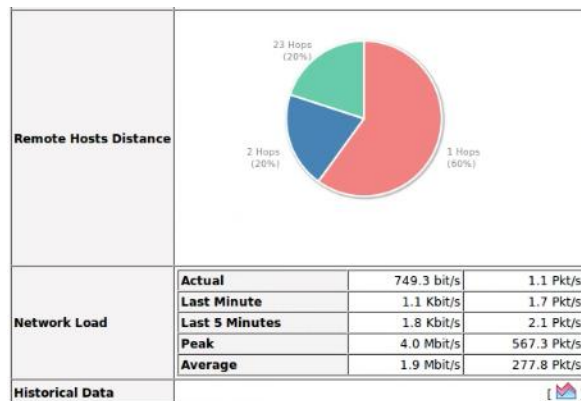 23 Hops
(20%)
Remote Hosts Distance
2 Hops
(20%)
1 Hops
(60%)
Network Load
Actual 749.3 bit/s 1.1 Pkt/s
Last Minute 1.1 Kbit/s 1.7 Pkt/s
Last 5 Minutes 1.8 Kbit/s 2.1 Pkt/s
Peak 4.0 Mbit/s 567.3 Pkt/s
Average 1.9 Mbit/s 277.8 Pkt/s
Historical Data [